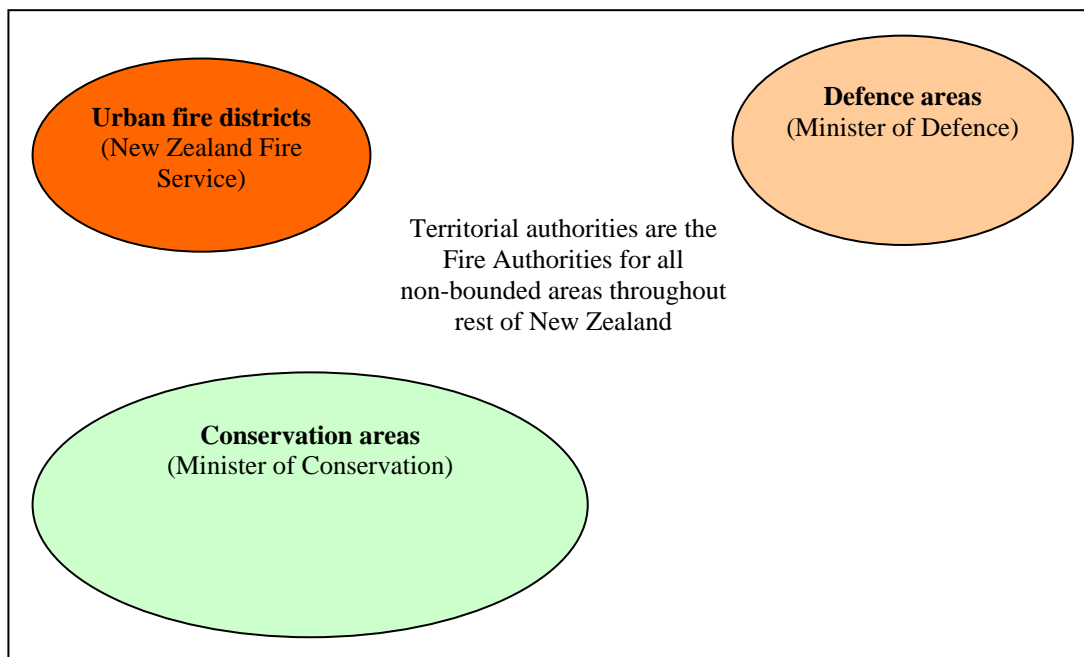 Urban fire districts
(New Zealand Fire
Service)
Defence areas
(Minister of Defence)
Territorial authorities are the
Fire Authorities for all
non-bounded areas throughout
rest of New Zealand
Conservation areas
(Minister of Conservation)